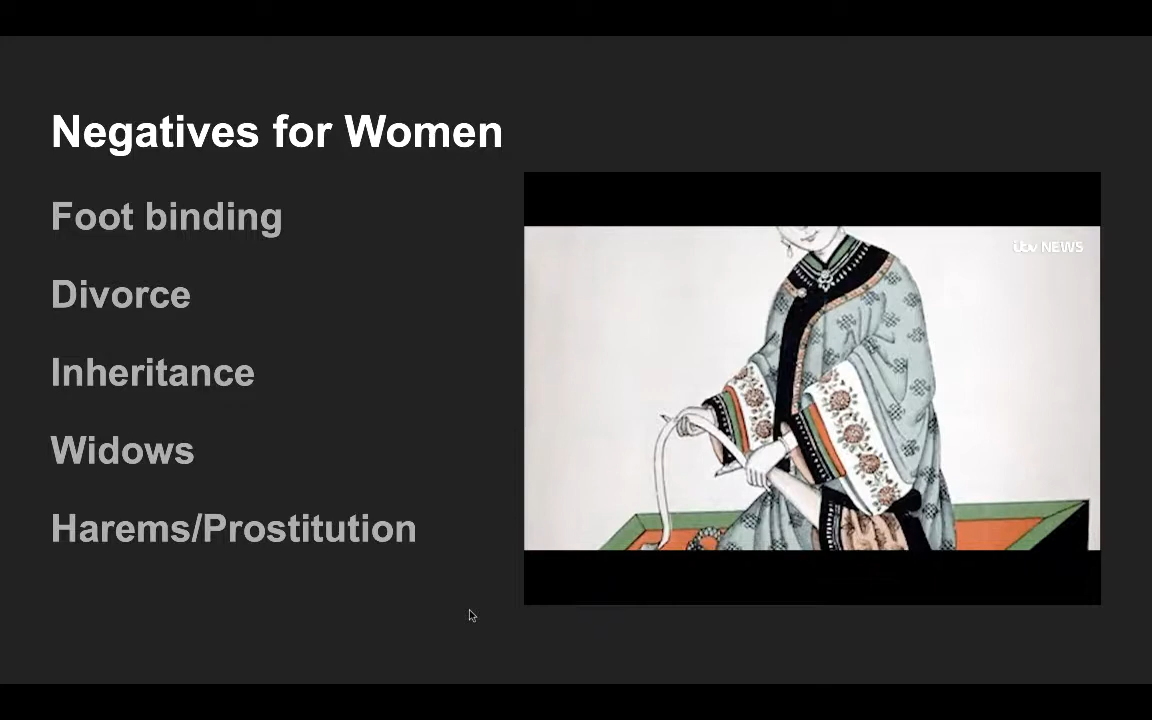 Negatives for Women
Foot binding
Divorce
Inheritance
Widows
Harems/Prostitution
itv NEWS